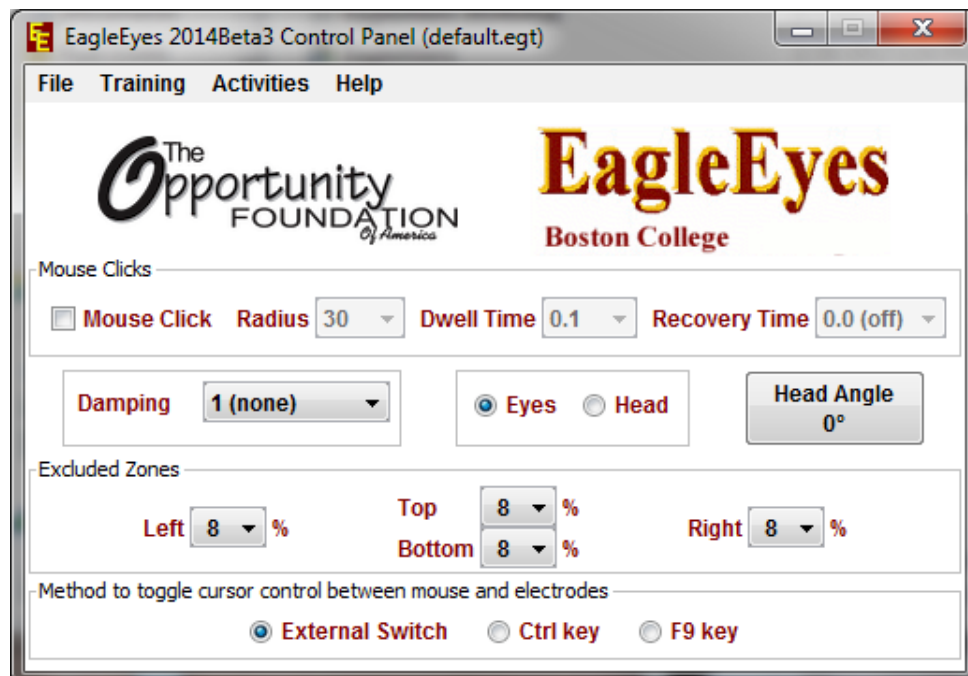 EagleEyes 2014Beta3 Control Panel (default.egt)
File Training Activities Help
The
Opportunity
FOUNDATION
Of America
EagleEyes
Boston College
Mouse Clicks
Mouse Click Radius 30 Dwell Time 0.1 Recovery Time 0.0 (off)
Damping 1 (none) Eyes Head Head Angle
0°
Excluded Zones
Left 8 % Top 8 % Right 8 %
Bottom 8 %
Method to toggle cursor control between mouse and electrodes
External Switch Ctrl key F9 key